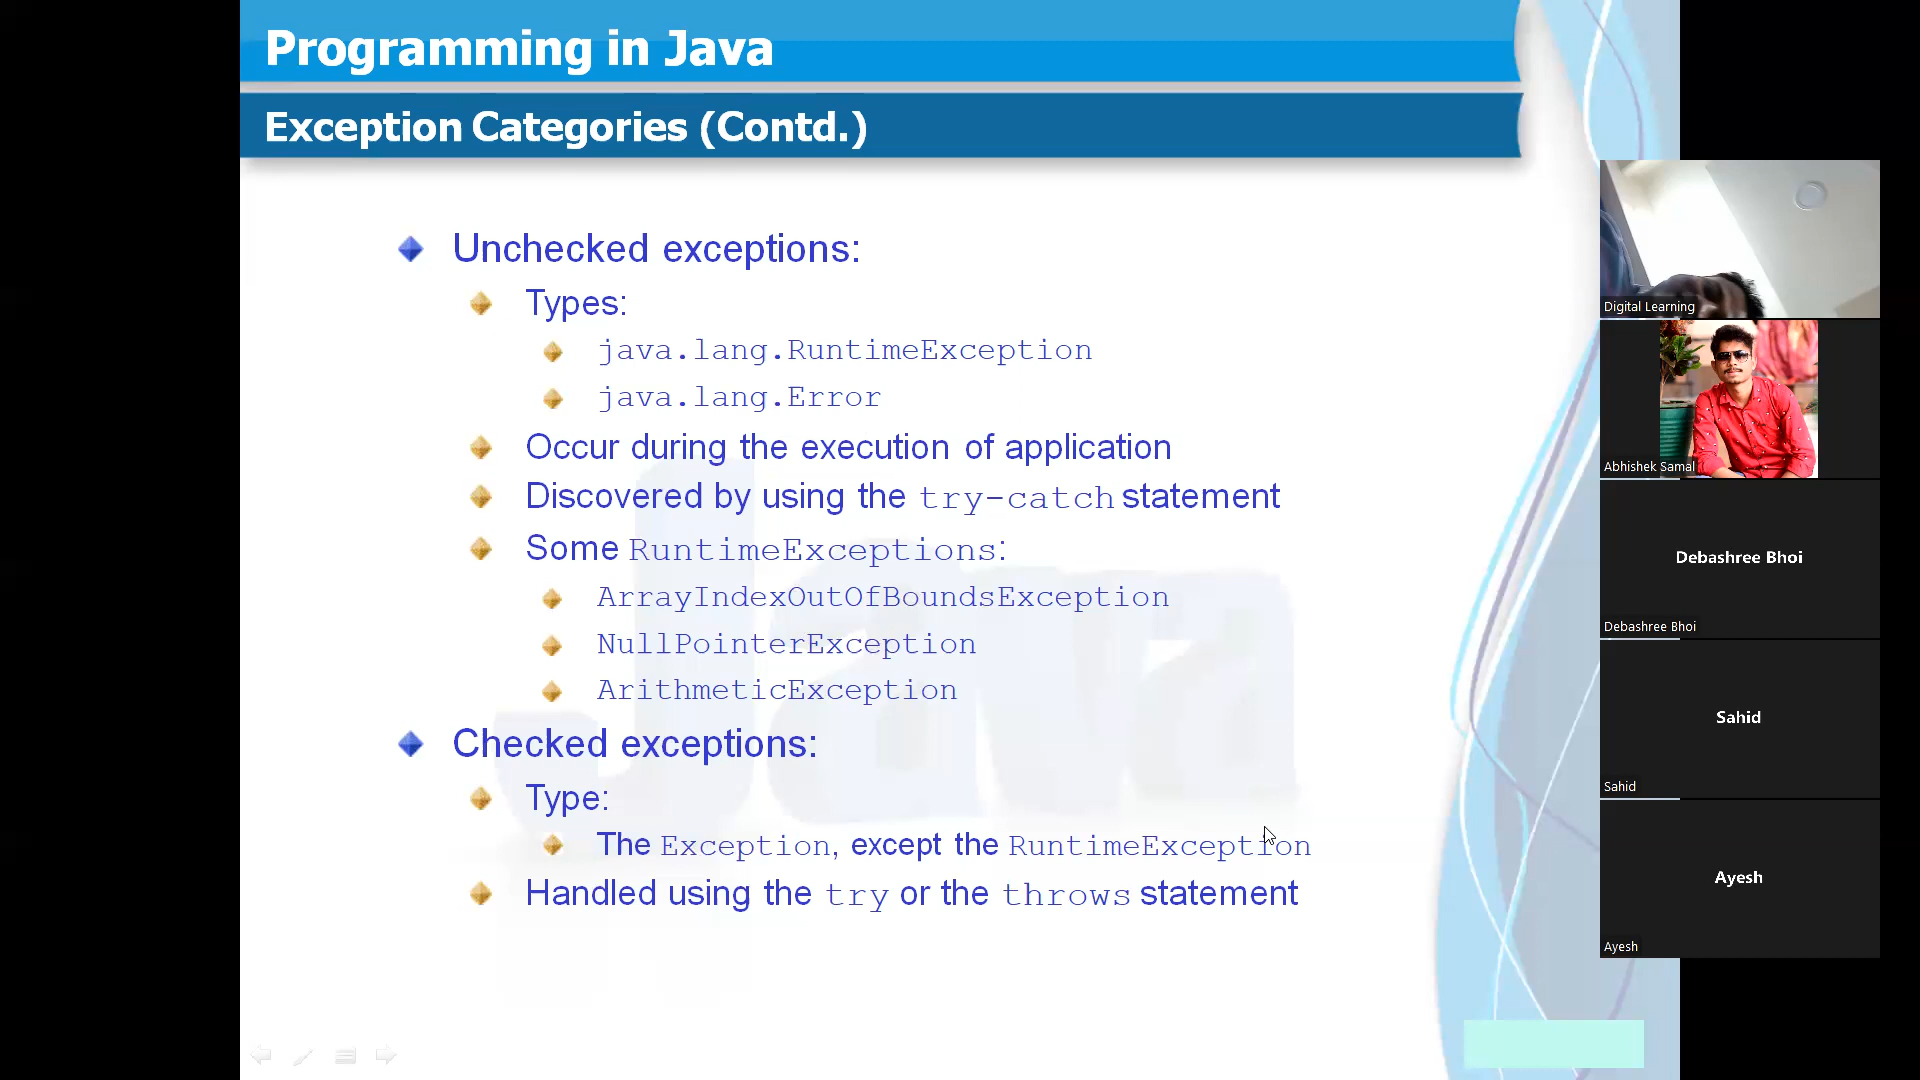 Programming in Java
Exception Categories (Contd.)
Unchecked exceptions:
Types:
java.lang.RuntimeException
java.lang.Error
Occur during the execution of application
Discovered by using the try-catch statement
Some RuntimeExceptions:
ArrayIndexOutOfBoundsException
NullPointerException
ArithmeticException
Checked exceptions:
Type:
The Exception, except the RuntimeException
Handled using the try or the throws statement
Java
Digital Learning
Abhishek Samal
Debashree Bhoi
Debashree Bhoi
Sahid
Sahid
Ayesh
Ayesh